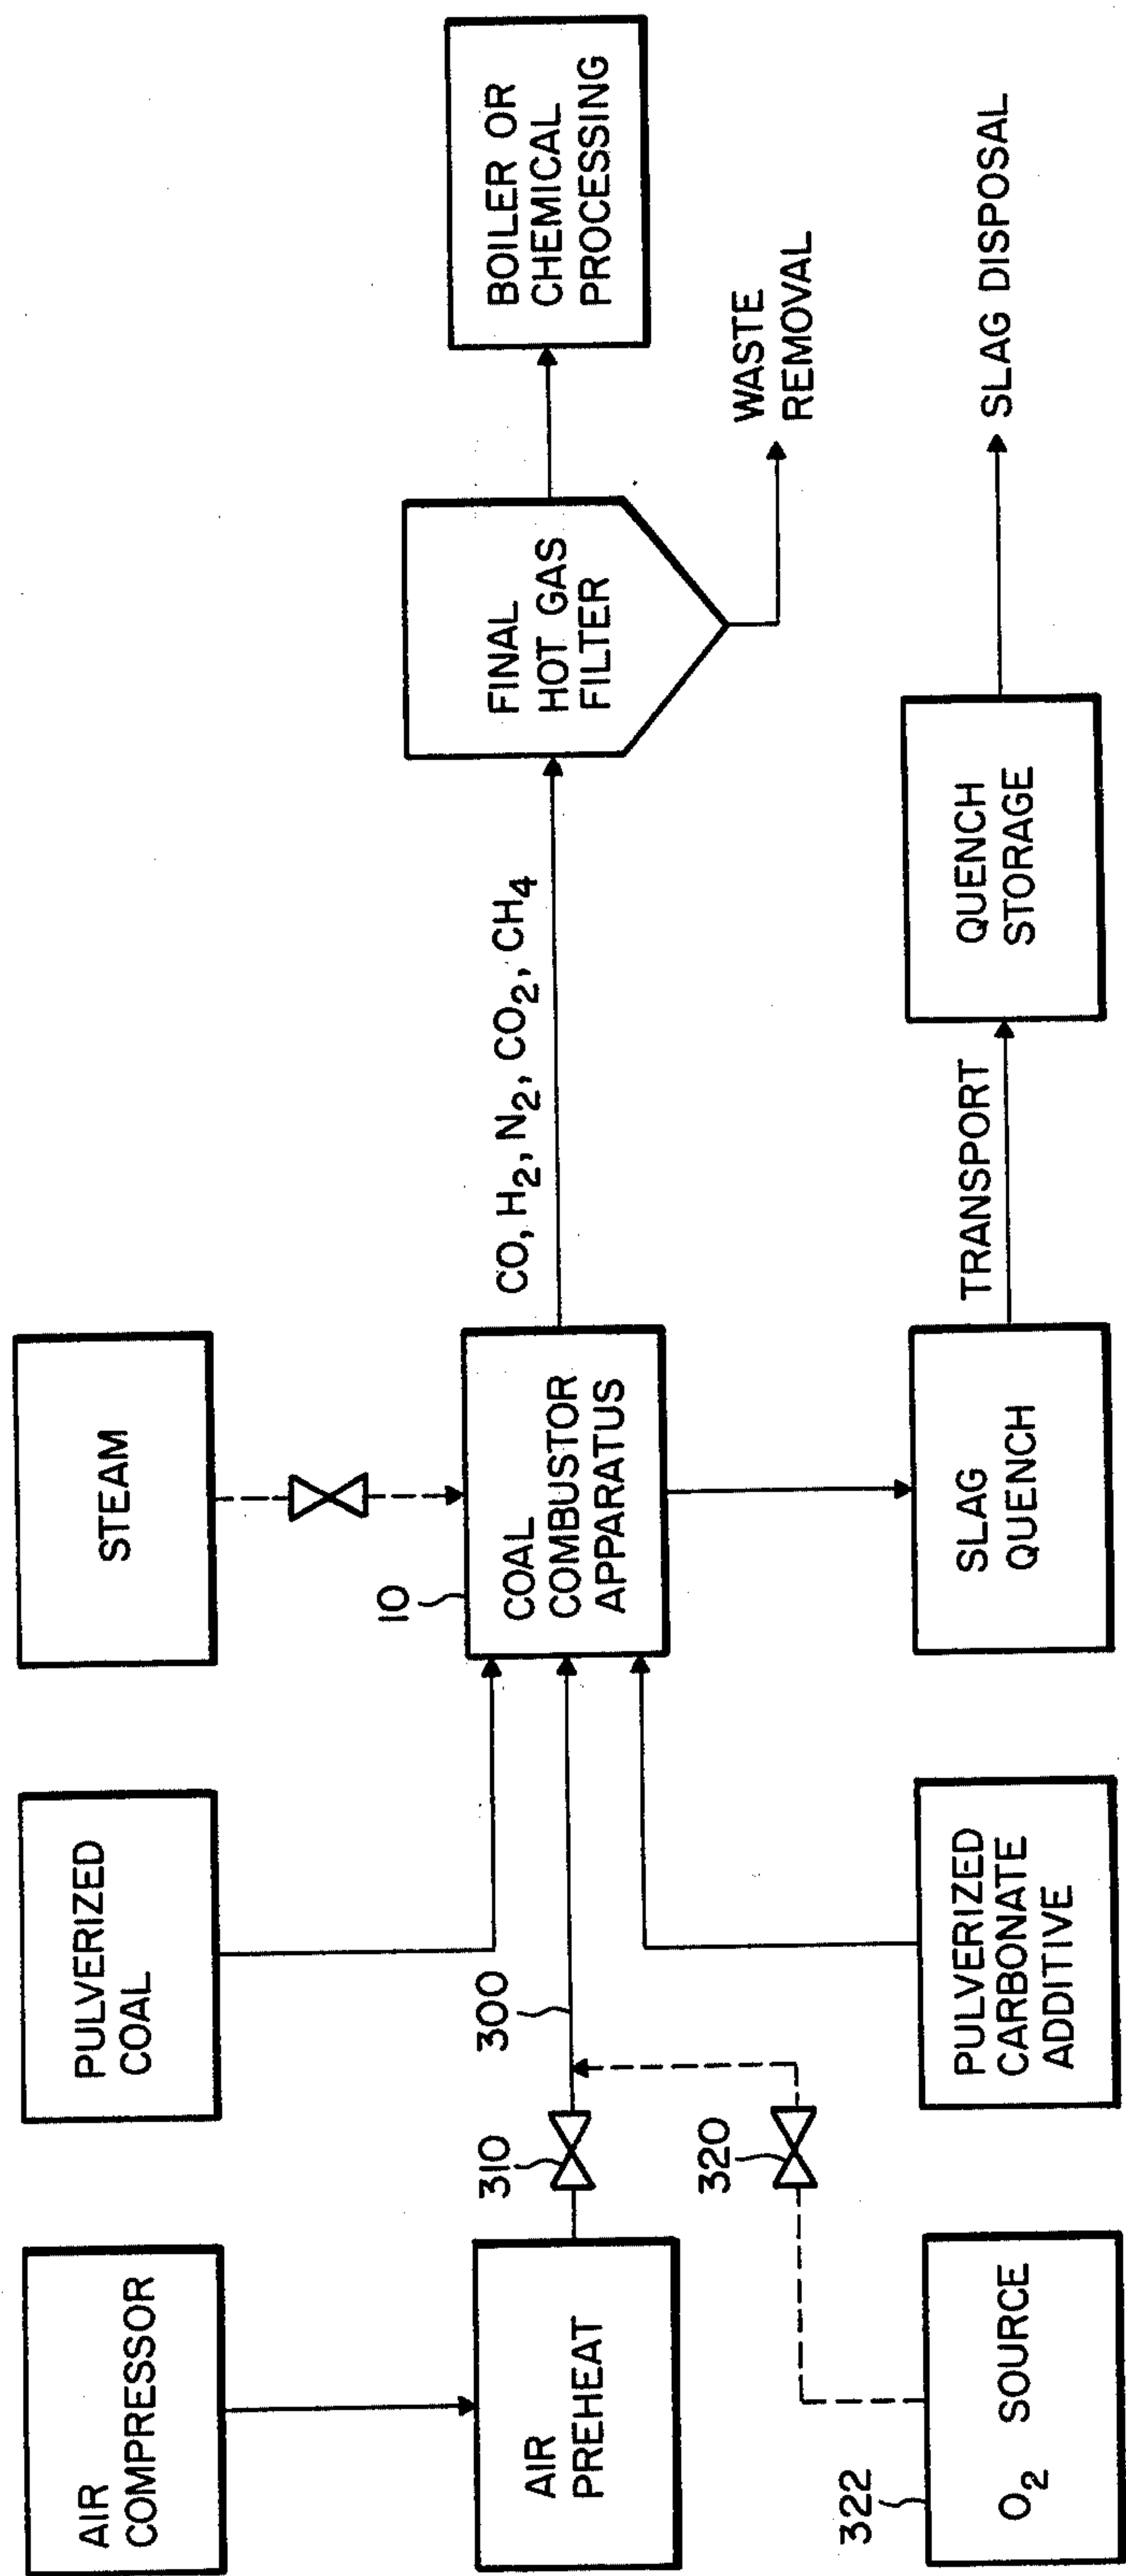 AIR
COMPRESSOR
PULVERIZED
COAL
STEAM
AIR
PREHEAT
310
300
10
COAL
COMBUSTOR
APPARATUS
CO, H2, N2, CO2, CH4
FINAL
HOT GAS
FILTER
BOILER OR
CHEMICAL
PROCESSING
WASTE
REMOVAL
320
322
O2 SOURCE
PULVERIZED
CARBONATE
ADDITIVE
SLAG
QUENCH
TRANSPORT
QUENCH
STORAGE
SLAG DISPOSAL